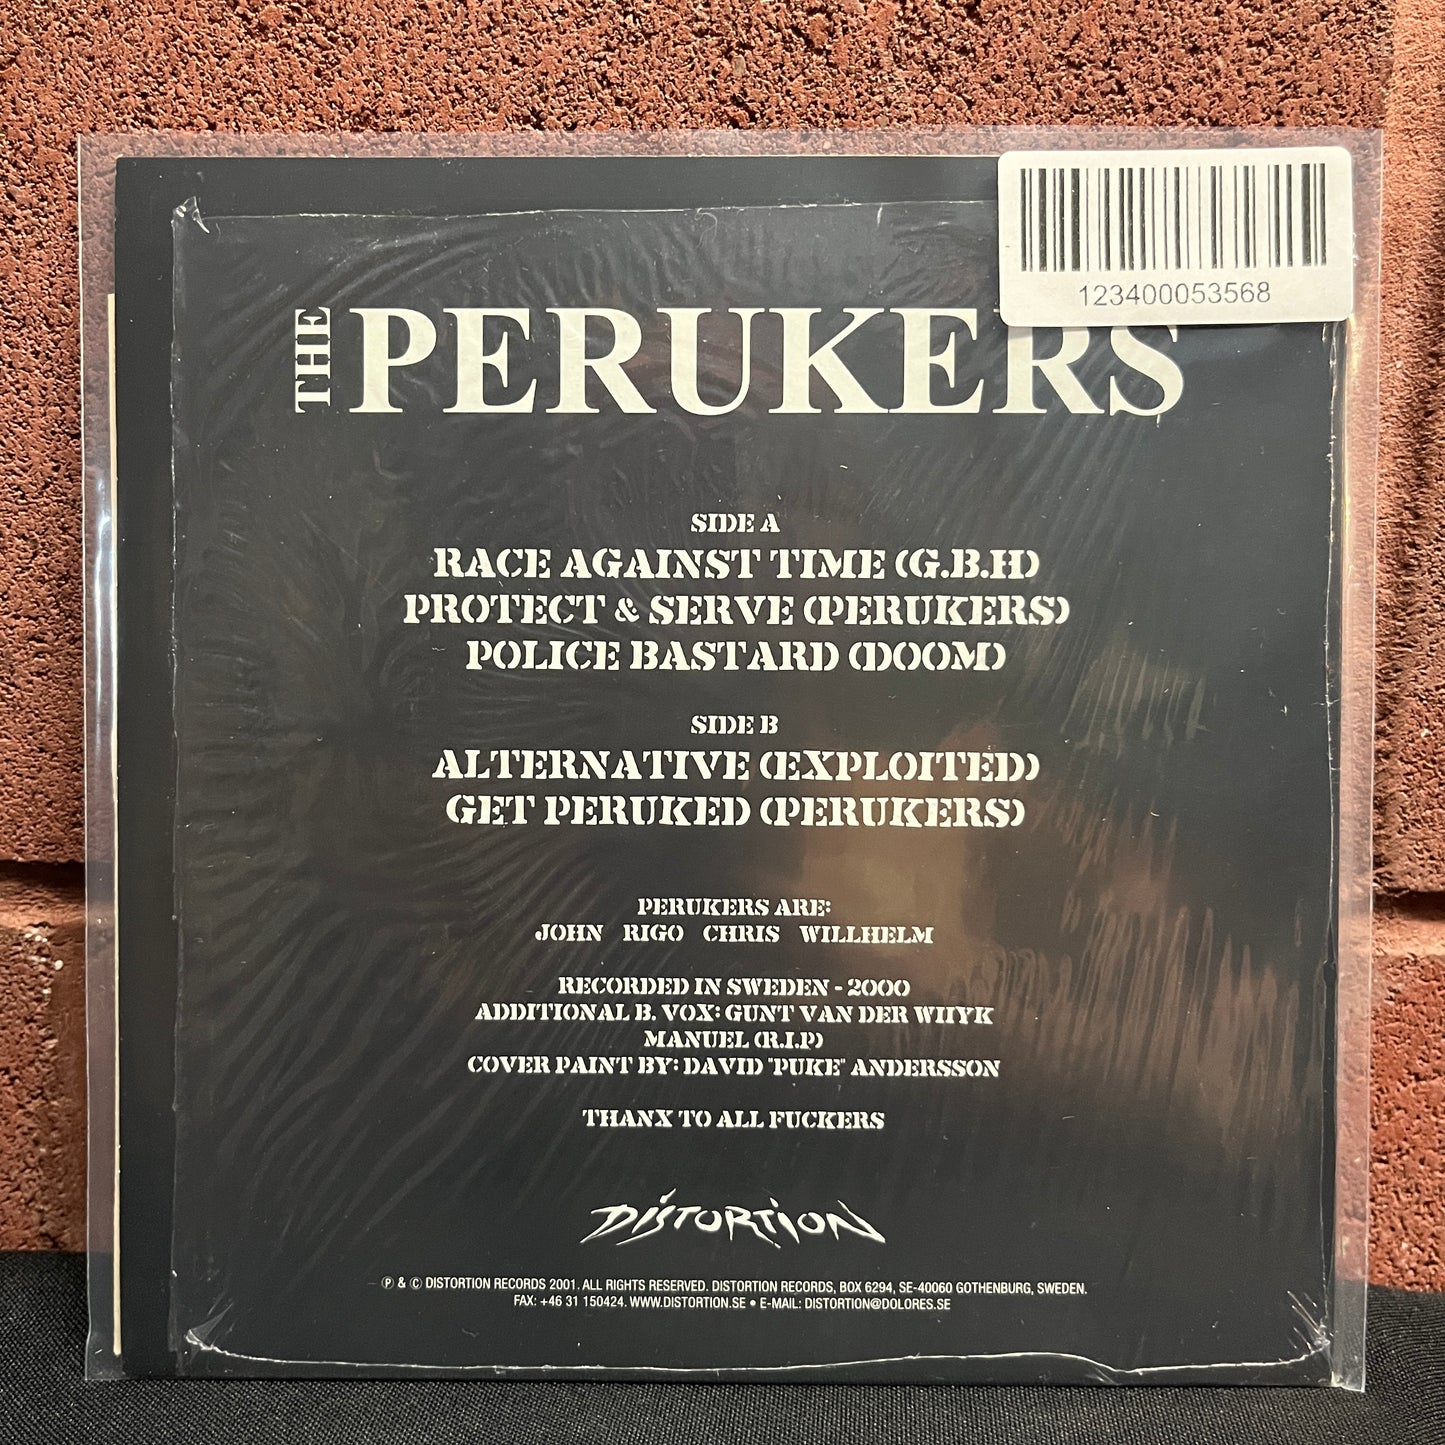 123400053568
THE PERUKERS
SIDE A
RACE AGAINST TIME (G.B.H)
PROTECT & SERVE (PERUKERS)
POLICE BASTARD (DOOM)
SIDE B
ALTERNATIVE (EXPLOITED)
GET PERUKED (PERUKERS)
PERUKERS ARE:
JOHN RIGO CHRIS WILLHELM
RECORDED IN SWEDEN - 2000
ADDITIONAL B. VOX: GUNT VAN DER WHYK
MANUEL (R.I.P)
COVER PAINT BY: DAVID "PUKE" ANDERSSON
THANX TO ALL FUCKERS
DISTORTION
℗ & © DISTORTION RECORDS 2001. ALL RIGHTS RESERVED. DISTORTION RECORDS, BOX 6294, SE-40060 GOTHENBURG, SWEDEN.
FAX: +46 31 150424. WWW.DISTORTION.SE • E-MAIL: DISTORTION@DOLORES.SE